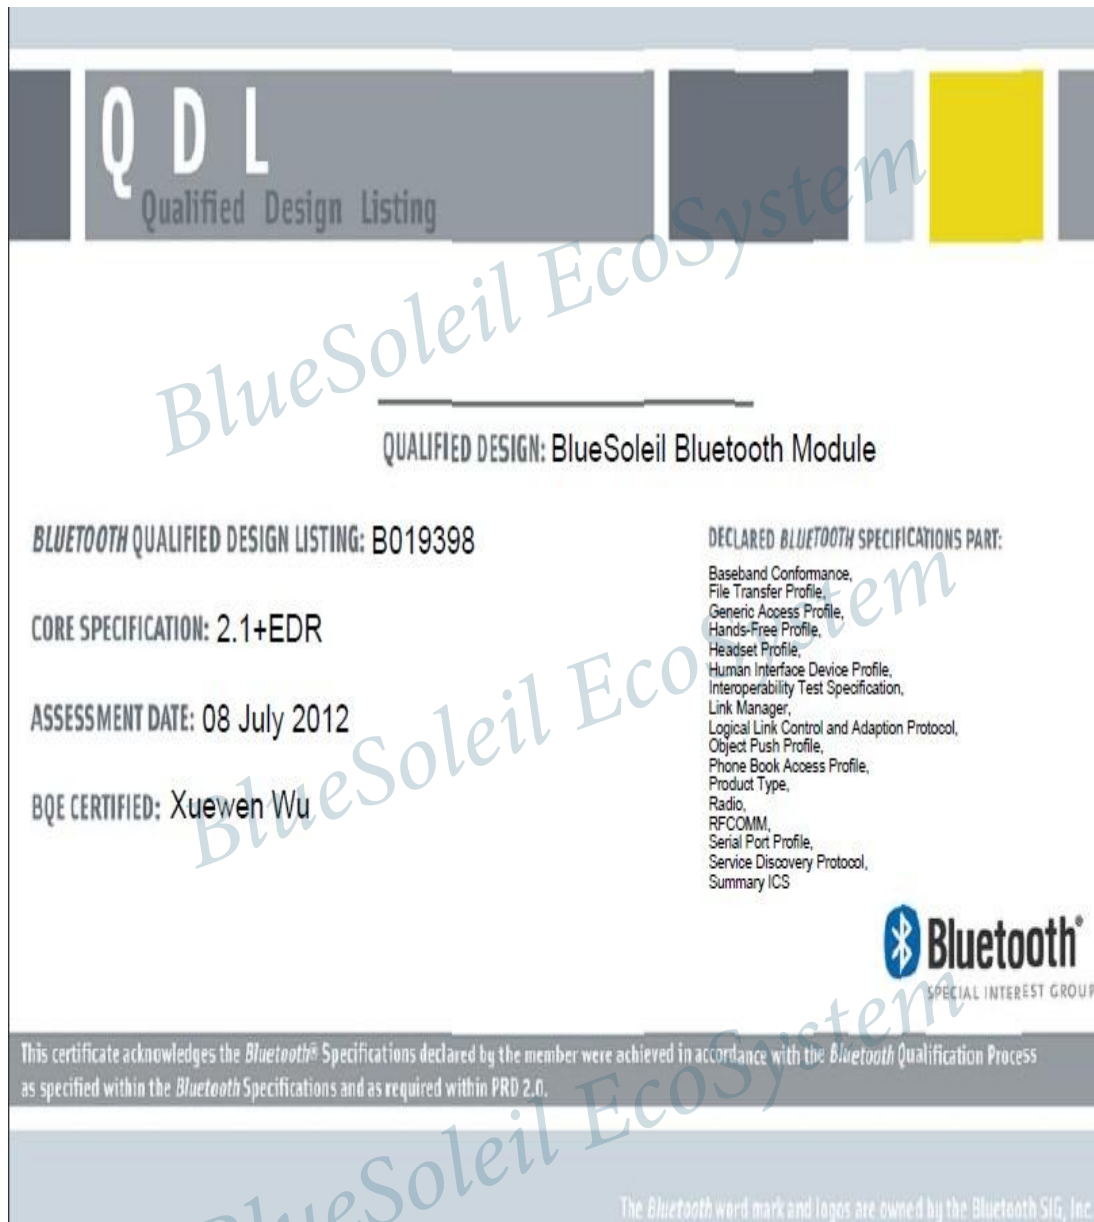 Q D L
Qualified Design Listing
BlueSoleil EcoSystem
QUALIFIED DESIGN: BlueSoleil Bluetooth Module
BLUETOOTH QUALIFIED DESIGN LISTING: B019398
CORE SPECIFICATION: 2.1+EDR
ASSESSMENT DATE: 08 July 2012
BQE CERTIFIED: Xuewen Wu
DECLARED BLUETOOTH SPECIFICATIONS PART:
Baseband Conformance,
File Transfer Profile,
Generic Access Profile,
Hands-Free Profile,
Headset Profile,
Human Interface Device Profile,
Interoperability Test Specification,
Link Manager,
Logical Link Control and Adaption Protocol,
Object Push Profile,
Phone Book Access Profile,
Product Type,
Radio,
RFCOMM,
Serial Port Profile,
Service Discovery Protocol,
Summary ICS
BlueSoleil EcoSystem
Bluetooth®
SPECIAL INTEREST GROUP
This certificate acknowledges the Bluetooth® Specifications declared by the member were achieved in accordance with the Bluetooth Qualification Process
as specified within the Bluetooth Specifications and as required within PRD 2.0.
BlueSoleil EcoSystem
The Bluetooth word mark and logos are owned by the Bluetooth SIG, Inc.